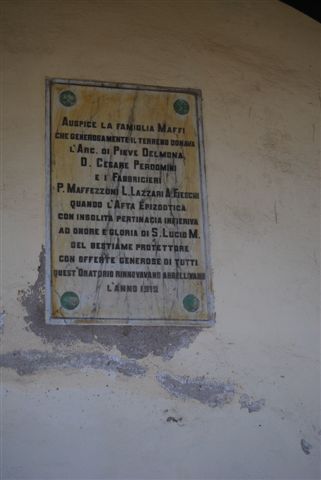 Auspice la famiglia Maffi
che generosamente il terreno donava
l'Arc. di Pieve Delmona
D. Cesare Perdomini
e i Fabbricieri
P. Maffezzoni L. Lazzari A. Fieschi
quando l'Afta Epizootica
con insolita pertinacia infieriva
ad onore e gloria di S. Lucio M.
del bestiame protettore
con offerte generose di tutti
quest'Oratorio rinnovavano abbellivano
l'anno 1919